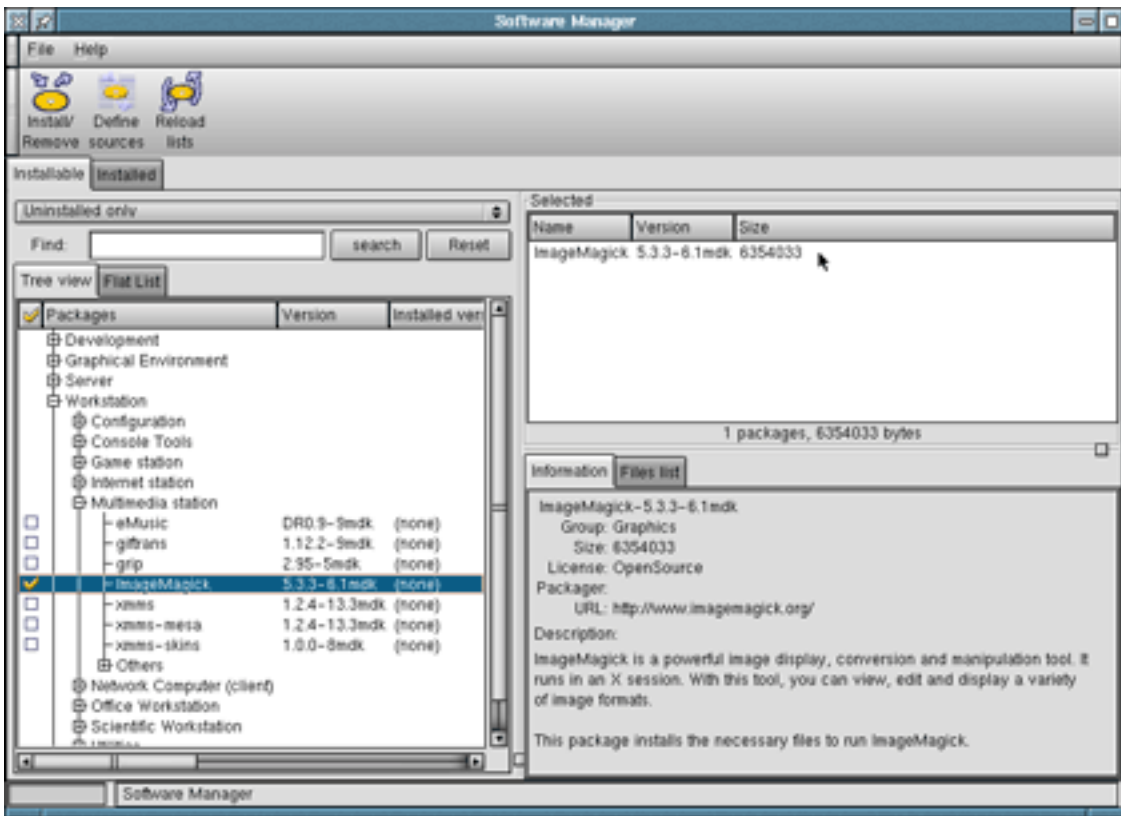 Software Manager
File Help
Install/ Define Reload
Remove sources lists
Installable Installed
Uninstalled only
Find: search Reset
Tree view Flat List
Packages Version Installed ver
Development
Graphical Environment
Server
Workstation
Configuration
Console Tools
Game station
Internet station
Multimedia station
eMusic DR0.9-9mdk (none)
giftrans 1.12.2-9mdk (none)
grip 2.95-5mdk (none)
ImageMagick 5.3.3-6.1mdk (none)
xmms 1.2.4-13.3mdk (none)
xmms-mesa 1.2.4-13.3mdk (none)
xmms-skins 1.0.0-8mdk (none)
Others
Network Computer (client)
Office Workstation
Scientific Workstation
Selected
Name Version Size
ImageMagick 5.3.3-6.1mdk 6354033
1 packages, 6354033 bytes
Information Files list
ImageMagick-5.3.3-6.1mdk
Group: Graphics
Size: 6354033
License: OpenSource
Packager:
URL: http://www.imagemagick.org/
Description:
ImageMagick is a powerful image display, conversion and manipulation tool. It
runs in an X session. With this tool, you can view, edit and display a variety
of image formats.
This package installs the necessary files to run ImageMagick.
Software Manager